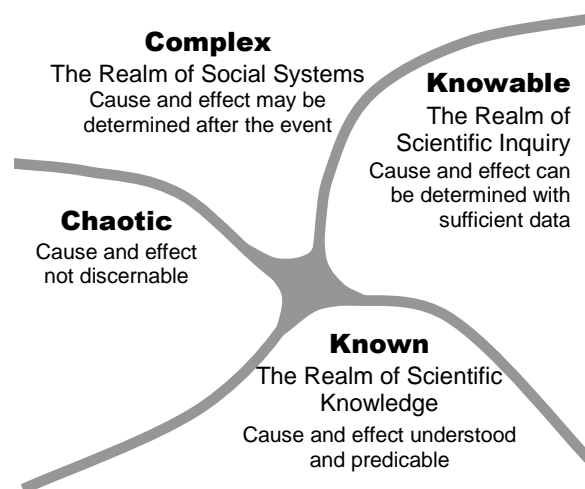 Complex
The Realm of Social Systems
Cause and effect may be
determined after the event
Knowable
The Realm of
Scientific Inquiry
Cause and effect can
be determined with
sufficient data
Chaotic
Cause and effect
not discernable
Known
The Realm of Scientific
Knowledge
Cause and effect understood
and predicable